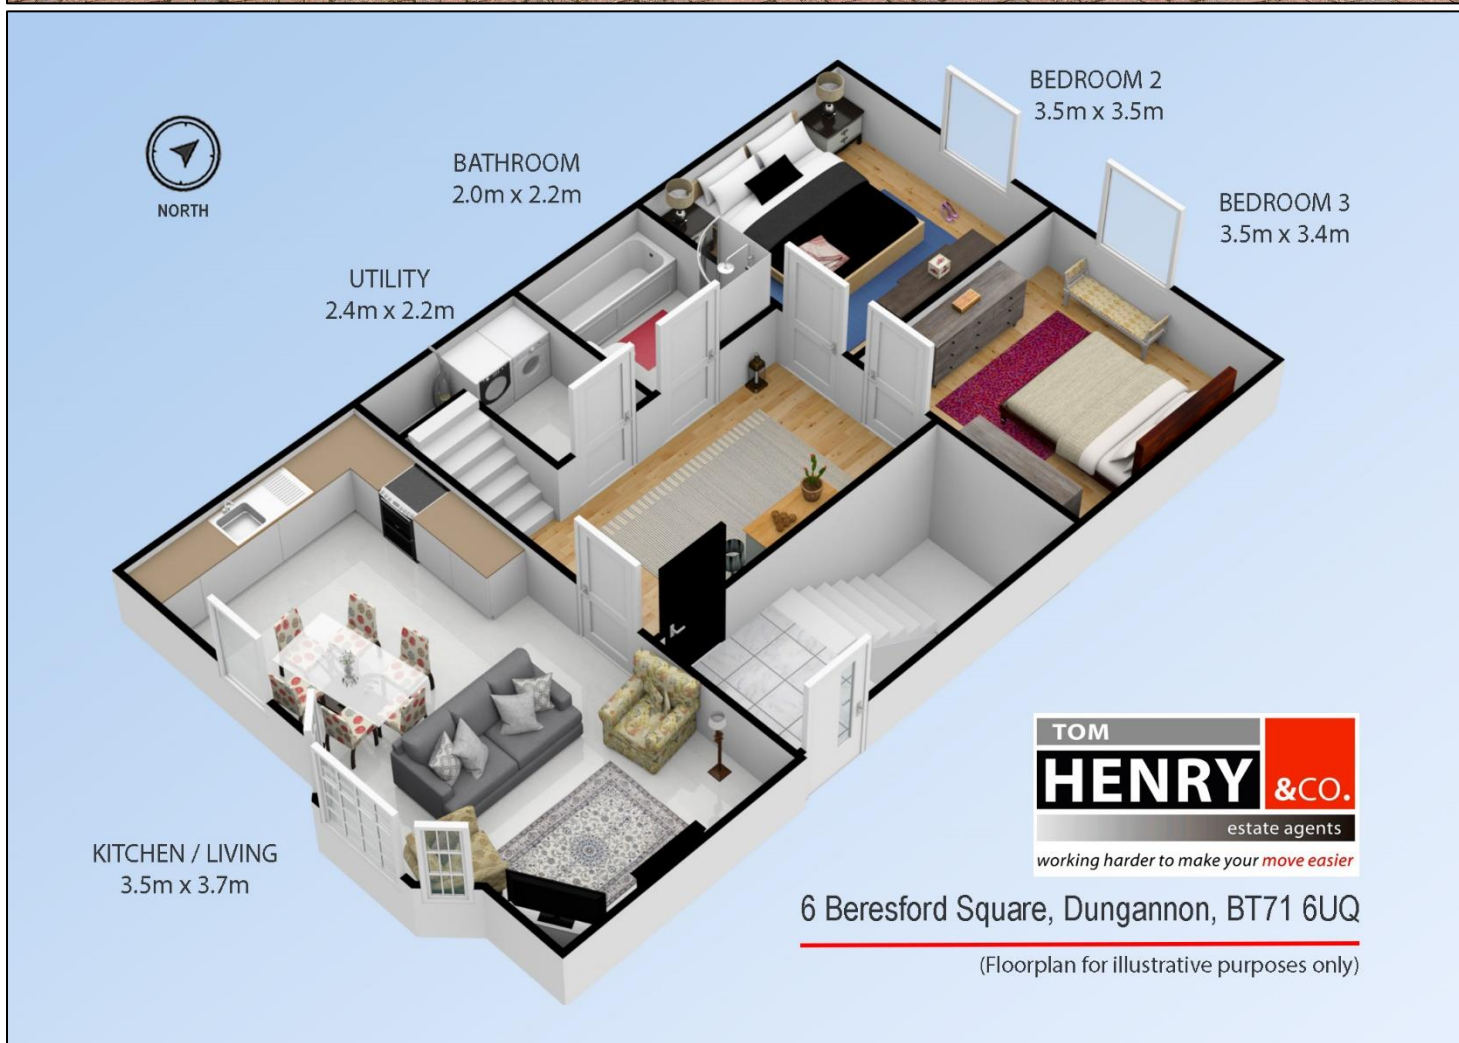 NORTH
BATHROOM
2.0m x 2.2m
UTILITY
2.4m x 2.2m
BEDROOM 2
3.5m x 3.5m
BEDROOM 3
3.5m x 3.4m
KITCHEN / LIVING
3.5m x 3.7m
TOM
HENRY &CO.
estate agents
working harder to make your move easier
6 Beresford Square, Dungannon, BT71 6UQ
(Floorplan for illustrative purposes only)